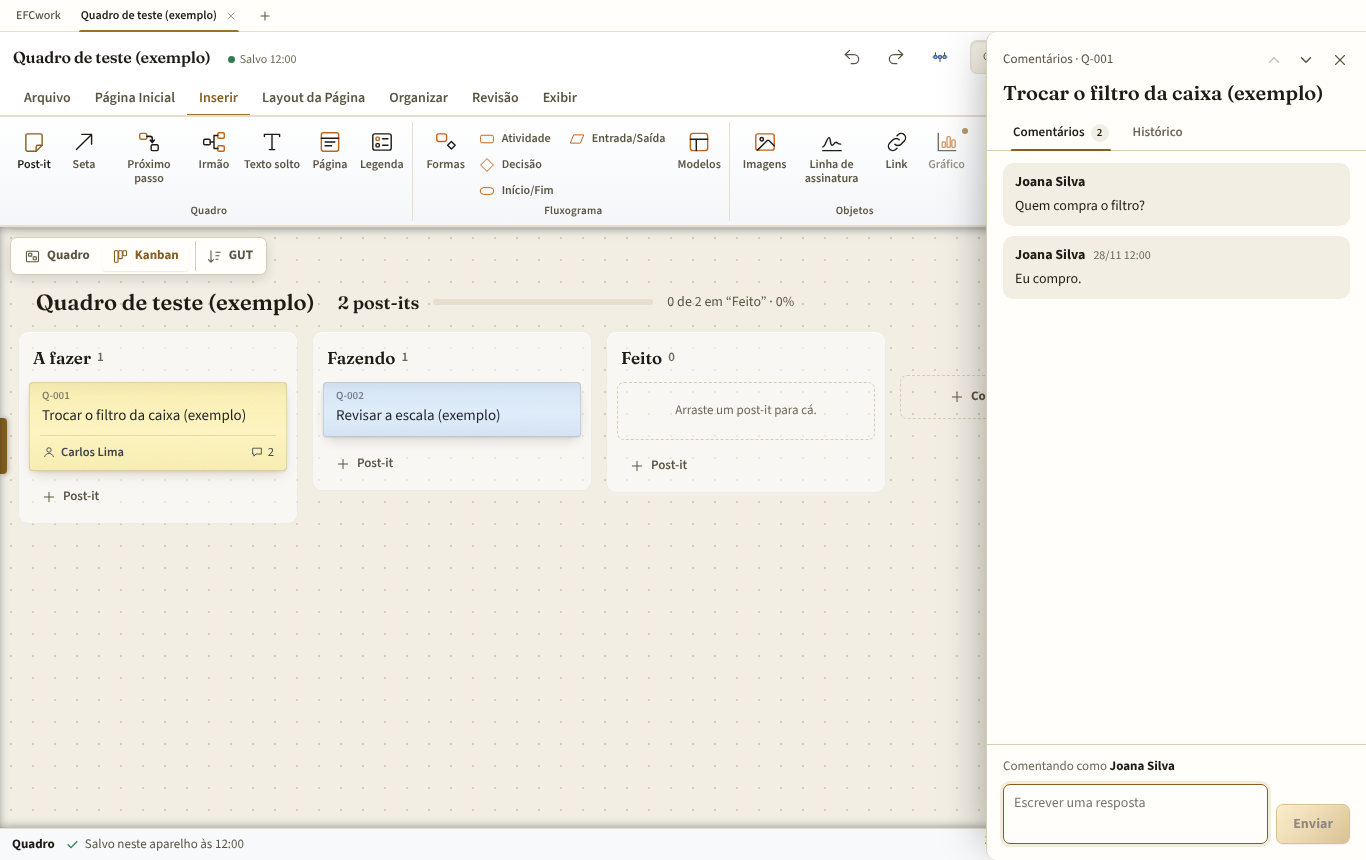 EFCwork
Quadro de teste (exemplo)
Quadro de teste (exemplo)
Salvo 12:00
Arquivo
Página Inicial
Inserir
Layout da Página
Organizar
Revisão
Exibir
Post-it
Seta
Próximo
passo
Irmão
Texto solto
Página
Legenda
Quadro
Formas
Atividade
Entrada/Saída
Decisão
Início/Fim
Modelos
Fluxograma
Imagens
Linha de
assinatura
Link
Gráfico
Objetos
Quadro
Kanban
GUT
Quadro de teste (exemplo)
2 post-its
0 de 2 em “Feito” · 0%
A fazer 1
Q-001
Trocar o filtro da caixa (exemplo)
Carlos Lima
2
Post-it
Fazendo 1
Q-002
Revisar a escala (exemplo)
Post-it
Feito 0
Arraste um post-it para cá.
Post-it
Quadro
Salvo neste aparelho às 12:00
Comentários · Q-001
Trocar o filtro da caixa (exemplo)
Comentários 2
Histórico
Joana Silva
Quem compra o filtro?
Joana Silva 28/11 12:00
Eu compro.
Comentando como Joana Silva
Escrever uma resposta
Enviar